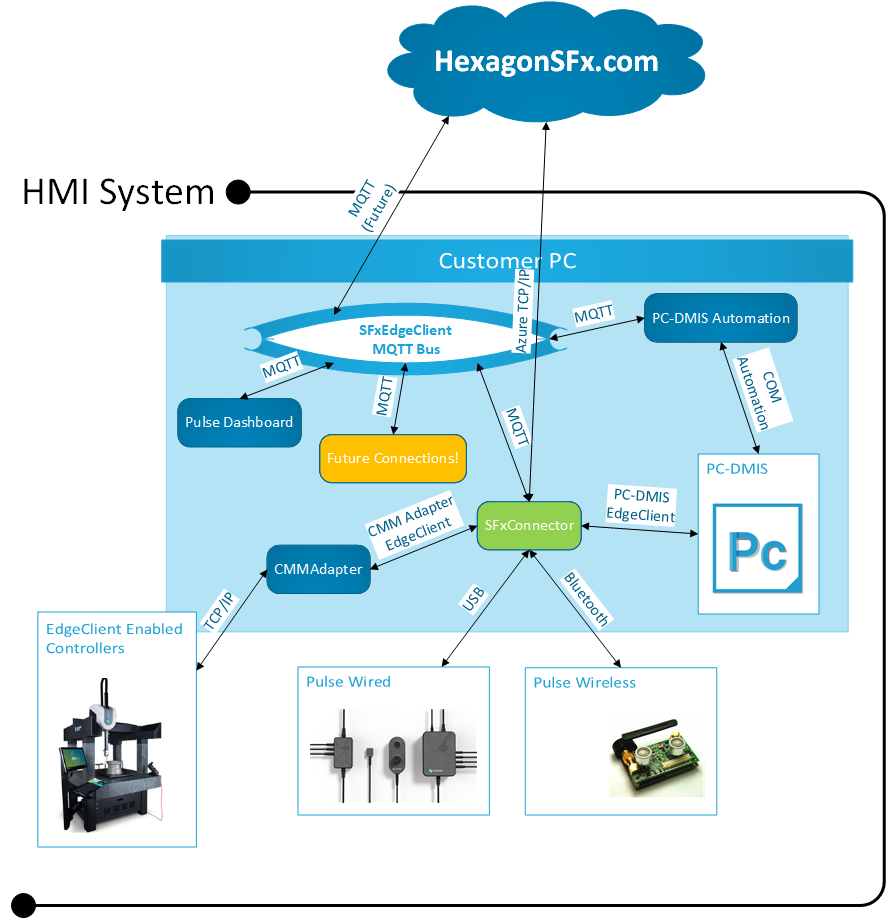 HexagonSFx.com
HMI System
MQTT
(Future)
Customer PC
Azure TCP/IP
SFxEdgeClient
MQTT Bus
MQTT
PC-DMIS Automation
MQTT
MQTT
MQTT
COM
Automation
Pulse Dashboard
Future Connections!
PC-DMIS
Pc
CMM Adapter
EdgeClient
SFxConnector
PC-DMIS
EdgeClient
CMMAdapter
TCP/IP
USB
Bluetooth
EdgeClient Enabled
Controllers
Pulse Wired
Pulse Wireless